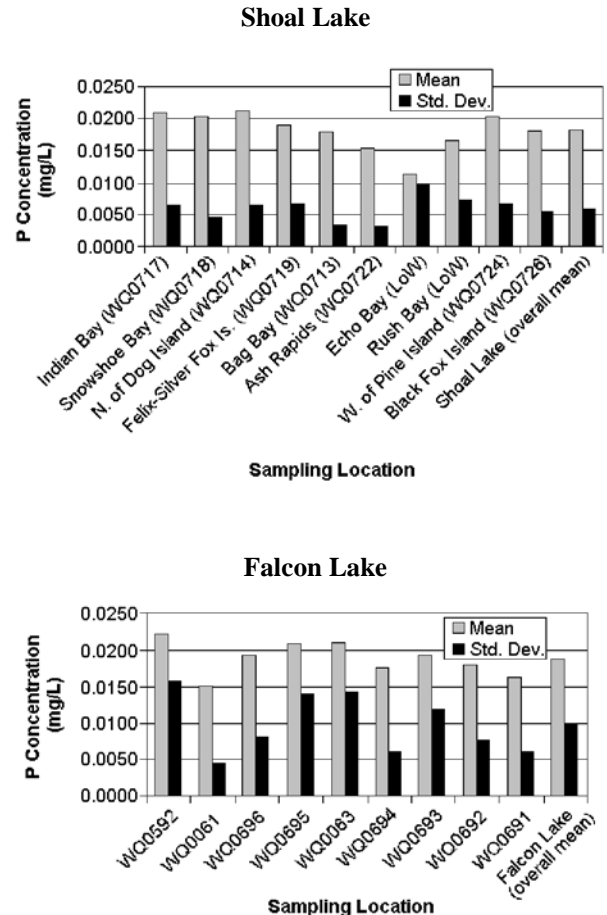 Shoal Lake
P Concentration
(mg/L)
0.0250
0.0200
0.0150
0.0100
0.0050
0.0000
Mean
Std. Dev.
Indian Bay (WQ0717)
Snowshoe Bay (WQ0718)
N. of Dog Island (WQ0714)
Felix-Silver Fox Is. (WQ0719)
Bag Bay (WQ0713)
Ash Rapids (WQ0722)
Echo Bay (LoW)
Rush Bay (LoW)
W. of Pine Island (WQ0724)
Black Fox Island (WQ0726)
Shoal Lake (overall mean)
Sampling Location
Falcon Lake
P Concentration
(mg/L)
0.0250
0.0200
0.0150
0.0100
0.0050
0.0000
Mean
Std. Dev.
WQ0592
WQ0061
WQ0696
WQ0695
WQ0063
WQ0694
WQ0693
WQ0692
WQ0691
Falcon Lake
(overall mean)
Sampling Location